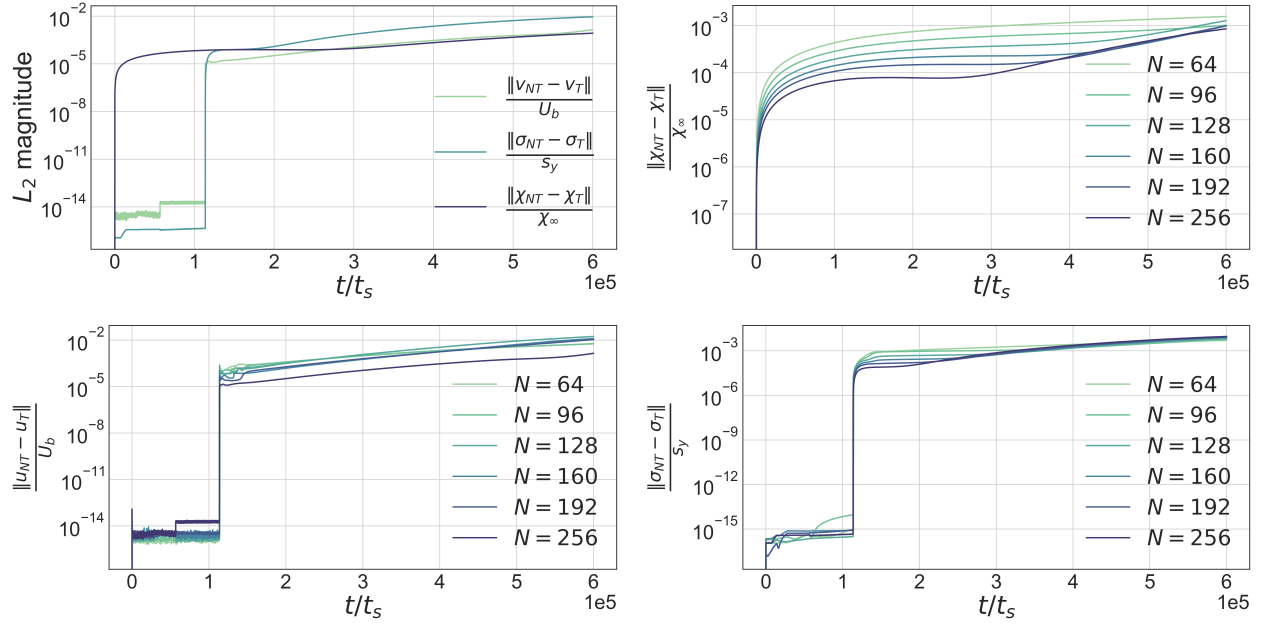 10⁻²
10⁻⁵
10⁻⁸
10⁻¹¹
10⁻¹⁴
L₂ magnitude
‖v_NT − v_T‖
U_b
‖σ_NT − σ_T‖
s_y
‖χ_NT − χ_T‖
χ_∞
0 1 2 3 4 5 6
1e5
t/t_s
10⁻³
10⁻⁴
10⁻⁵
10⁻⁶
10⁻⁷
‖χ_NT − χ_T‖
χ_∞
N = 64
N = 96
N = 128
N = 160
N = 192
N = 256
0 1 2 3 4 5 6
1e5
t/t_s
10⁻²
10⁻⁵
10⁻⁸
10⁻¹¹
10⁻¹⁴
‖u_NT − u_T‖
U_b
N = 64
N = 96
N = 128
N = 160
N = 192
N = 256
0 1 2 3 4 5 6
1e5
t/t_s
10⁻³
10⁻⁶
10⁻⁹
10⁻¹²
10⁻¹⁵
‖σ_NT − σ_T‖
s_y
N = 64
N = 96
N = 128
N = 160
N = 192
N = 256
0 1 2 3 4 5 6
1e5
t/t_s